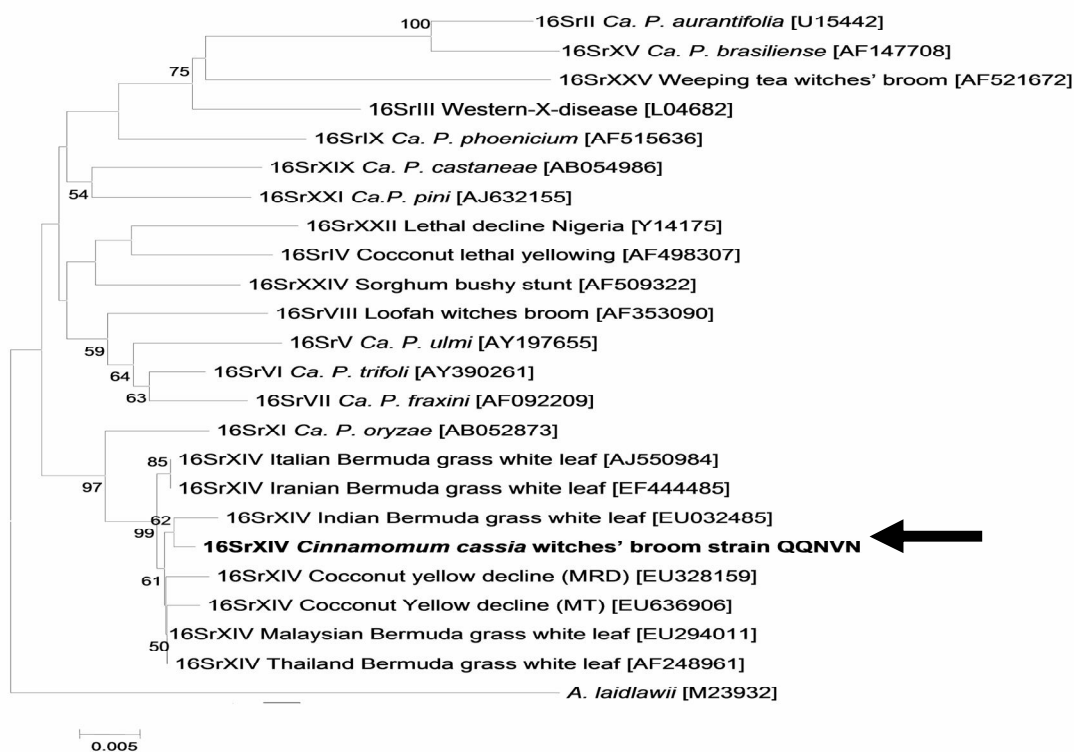 100
16SrII Ca. P. aurantifolia [U15442]
16SrXV Ca. P. brasiliense [AF147708]
75
16SrXXV Weeping tea witches' broom [AF521672]
16SrIII Western-X-disease [L04682]
16SrIX Ca. P. phoenicium [AF515636]
16SrXIX Ca. P. castaneae [AB054986]
54
16SrXXI Ca.P. pini [AJ632155]
16SrXXII Lethal decline Nigeria [Y14175]
16SrIV Cocconut lethal yellowing [AF498307]
16SrXXIV Sorghum bushy stunt [AF509322]
16SrVIII Loofah witches broom [AF353090]
59
16SrV Ca. P. ulmi [AY197655]
64
16SrVI Ca. P. trifoli [AY390261]
63
16SrVII Ca. P. fraxini [AF092209]
16SrXI Ca. P. oryzae [AB052873]
85
16SrXIV Italian Bermuda grass white leaf [AJ550984]
97
16SrXIV Iranian Bermuda grass white leaf [EF444485]
62
16SrXIV Indian Bermuda grass white leaf [EU032485]
99
16SrXIV Cinnamomum cassia witches' broom strain QQNVN
61
16SrXIV Cocconut yellow decline (MRD) [EU328159]
16SrXIV Cocconut Yellow decline (MT) [EU636906]
50
16SrXIV Malaysian Bermuda grass white leaf [EU294011]
16SrXIV Thailand Bermuda grass white leaf [AF248961]
A. laidlawii [M23932]
0.005